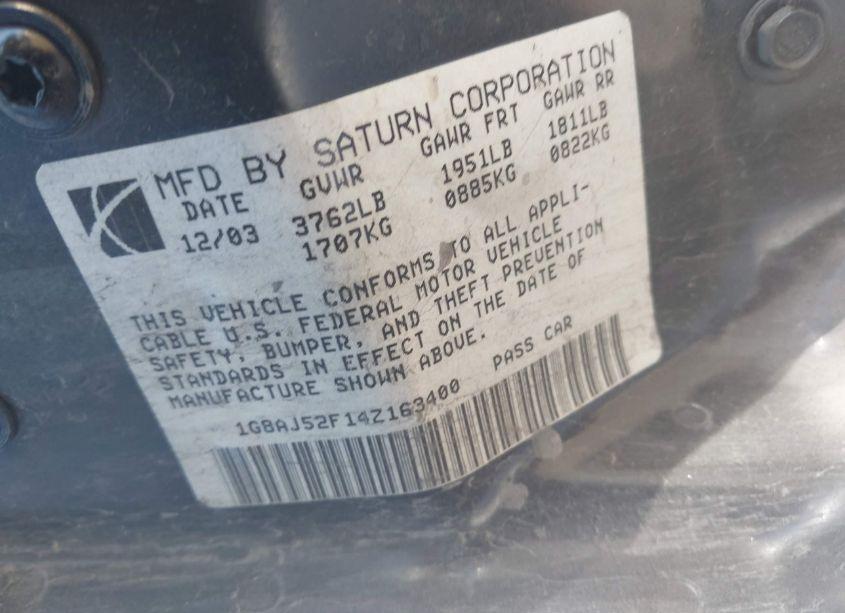 MFD BY SATURN CORPORATION
DATE GVWR GAWR FRT GAWR RR
12/03 3762LB 1951LB 1811LB
1707KG 0885KG 0822KG
THIS VEHICLE CONFORMS TO ALL APPLI-
CABLE U.S. FEDERAL MOTOR VEHICLE
SAFETY, BUMPER, AND THEFT PREVENTION
STANDARDS IN EFFECT ON THE DATE OF
MANUFACTURE SHOWN ABOVE.
1G8AJ52F14Z163400 PASS CAR